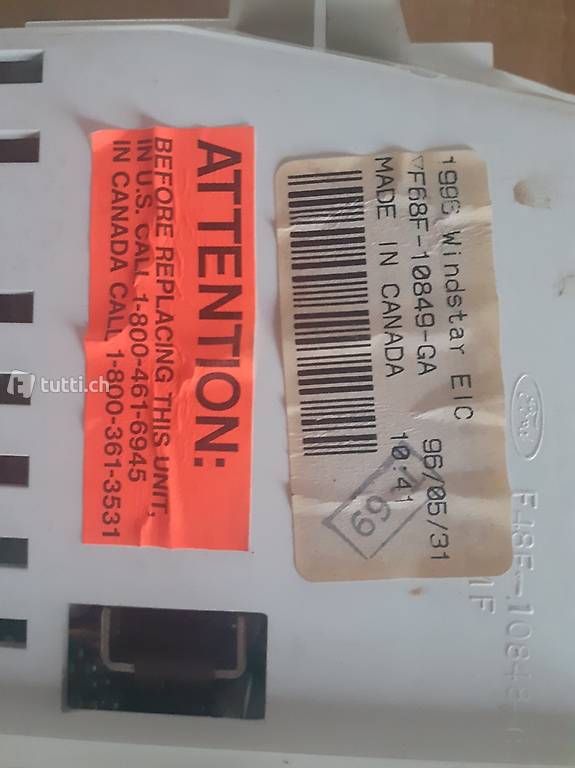 ATTENTION:
BEFORE REPLACING THIS UNIT,
IN U.S. CALL 1-800-461-6945
IN CANADA CALL 1-800-361-3531
1996 Windstar EIC 96/05/31
▽F68F-10849-GA 10:41
MADE IN CANADA
69
Ford
tutti.ch